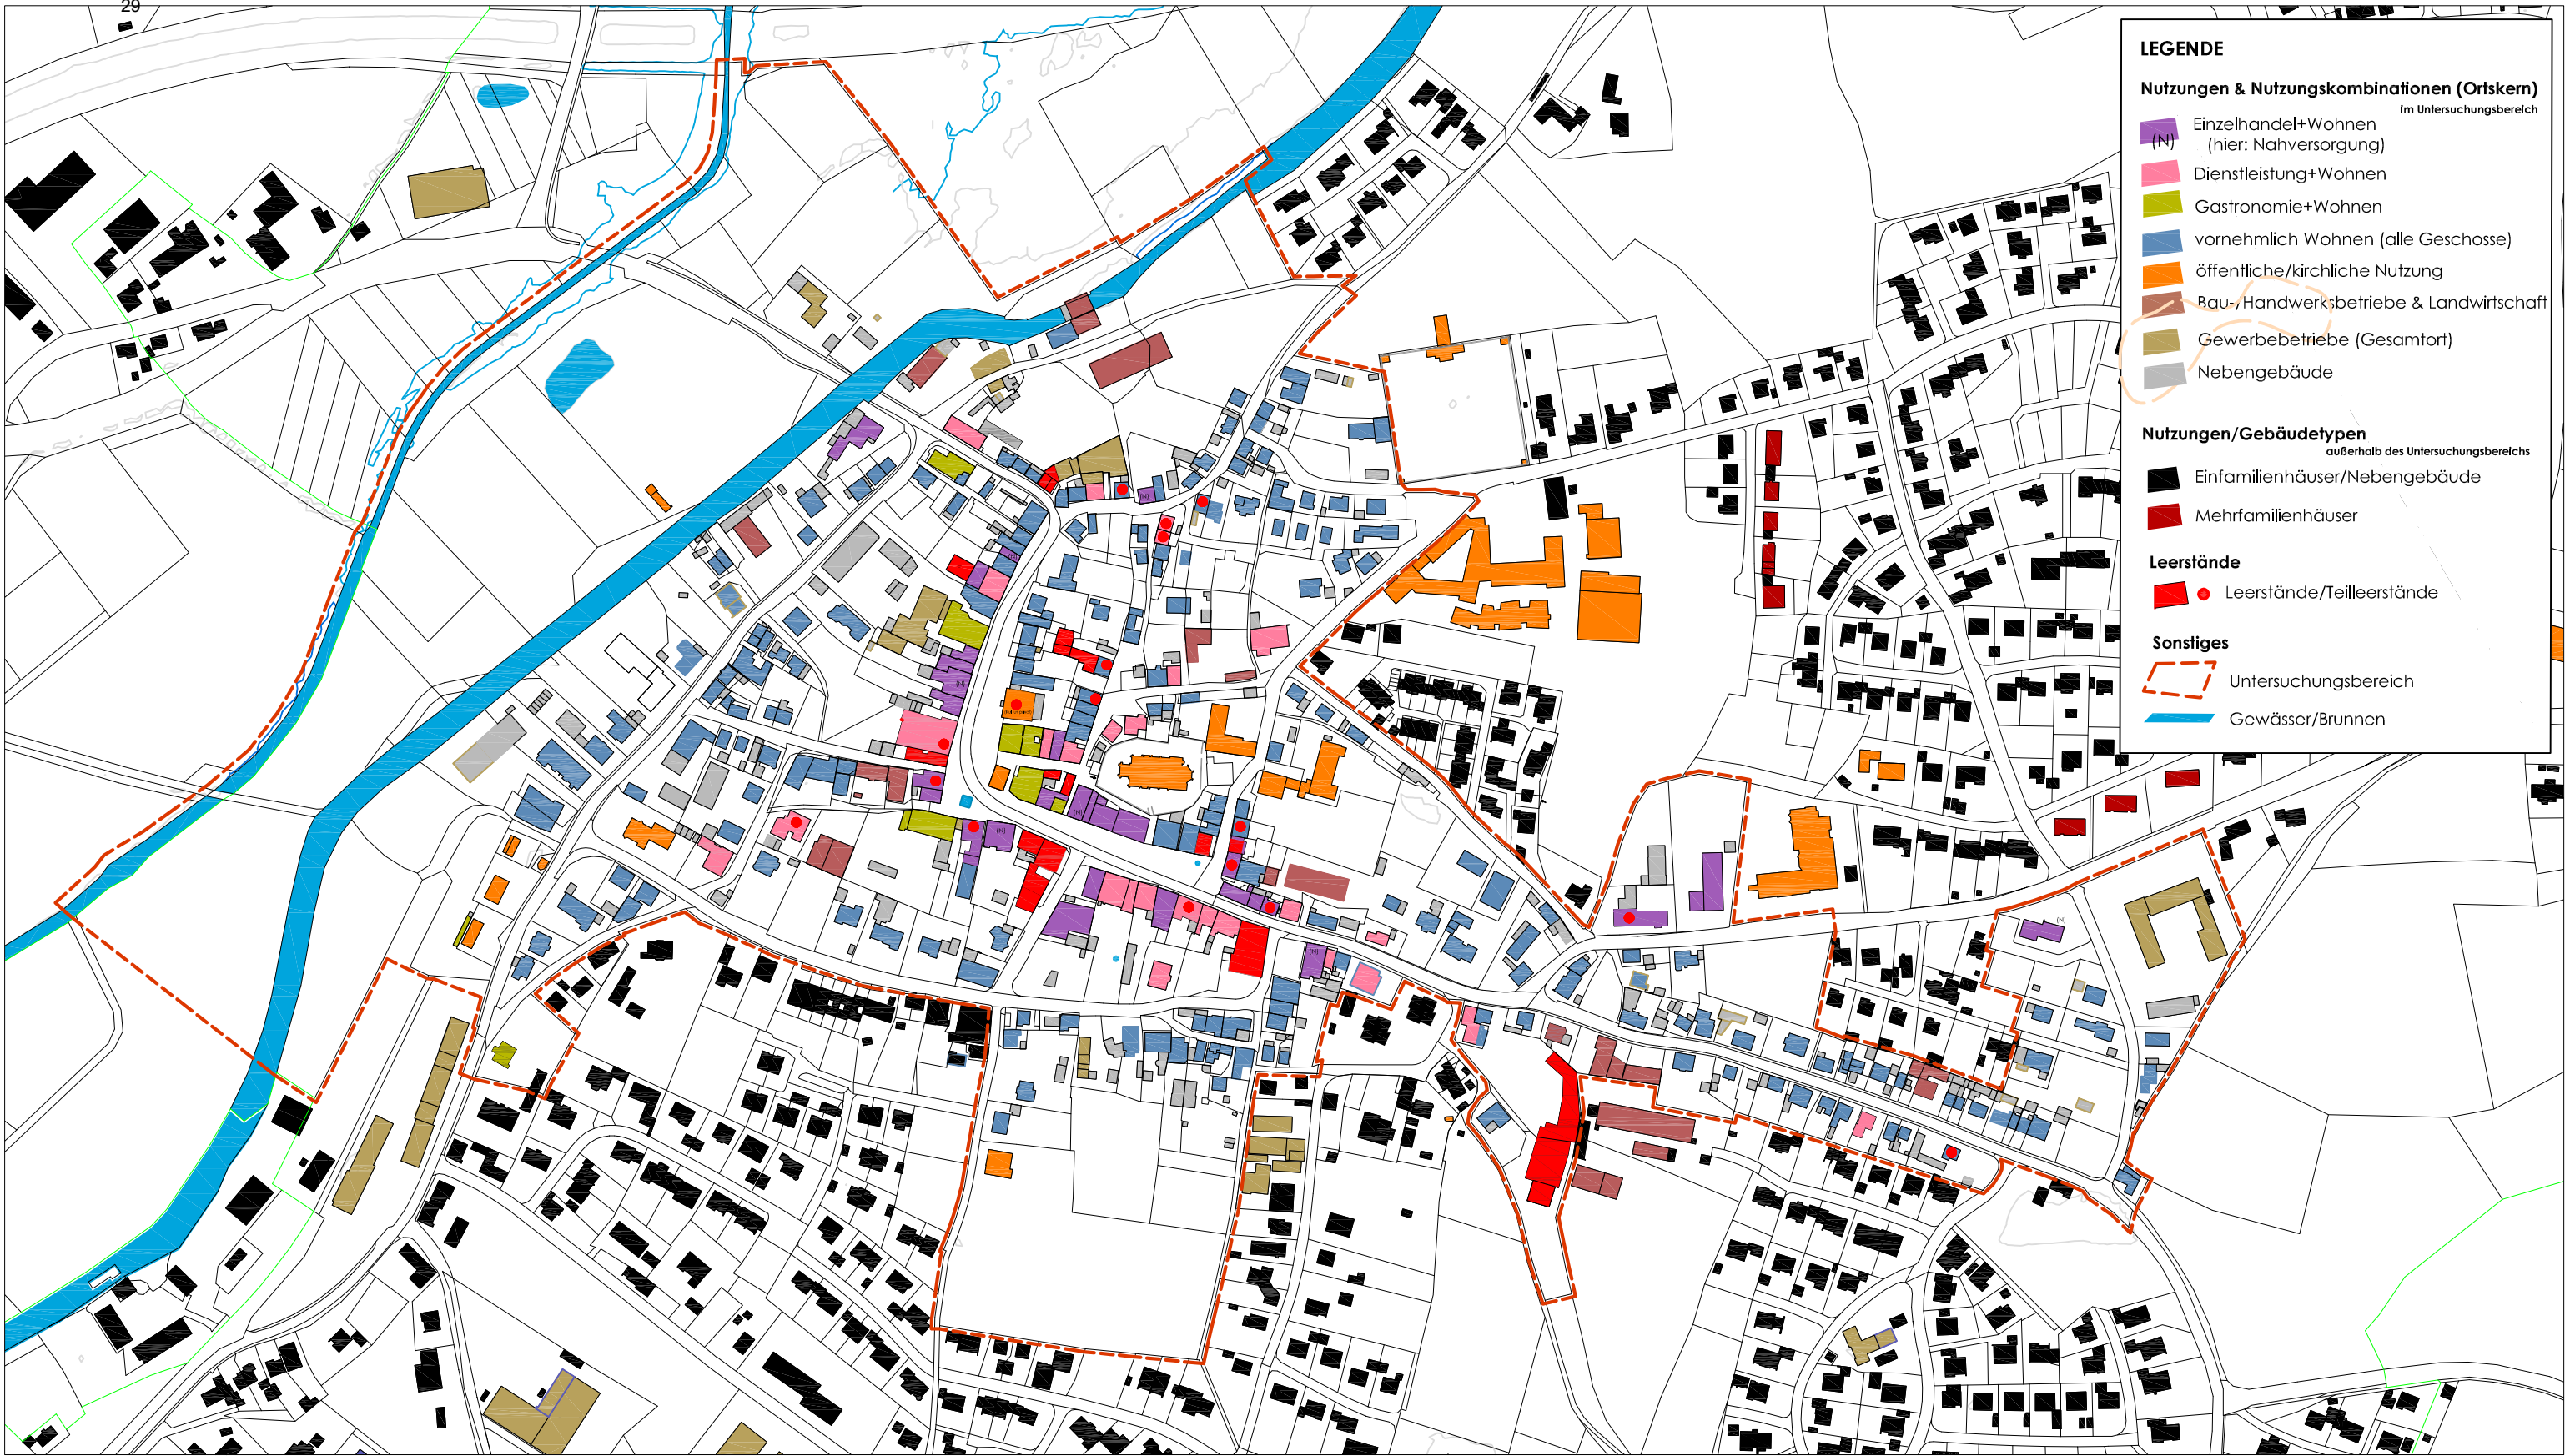 29
LEGENDE
Nutzungen & Nutzungskombinationen (Ortskern)
im Untersuchungsbereich
Einzelhandel+Wohnen
(N) (hier: Nahversorgung)
Dienstleistung+Wohnen
Gastronomie+Wohnen
vornehmlich Wohnen (alle Geschosse)
öffentliche/kirchliche Nutzung
Bau-/Handwerksbetriebe & Landwirtschaft
Gewerbebetriebe (Gesamtort)
Nebengebäude
Nutzungen/Gebäudetypen
außerhalb des Untersuchungsbereichs
Einfamilienhäuser/Nebengebäude
Mehrfamilienhäuser
Leerstände
Leerstände/Teilleerstände
Sonstiges
Untersuchungsbereich
Gewässer/Brunnen
(N)
(N)
(N)
(N)
(N)
(N)
(N)